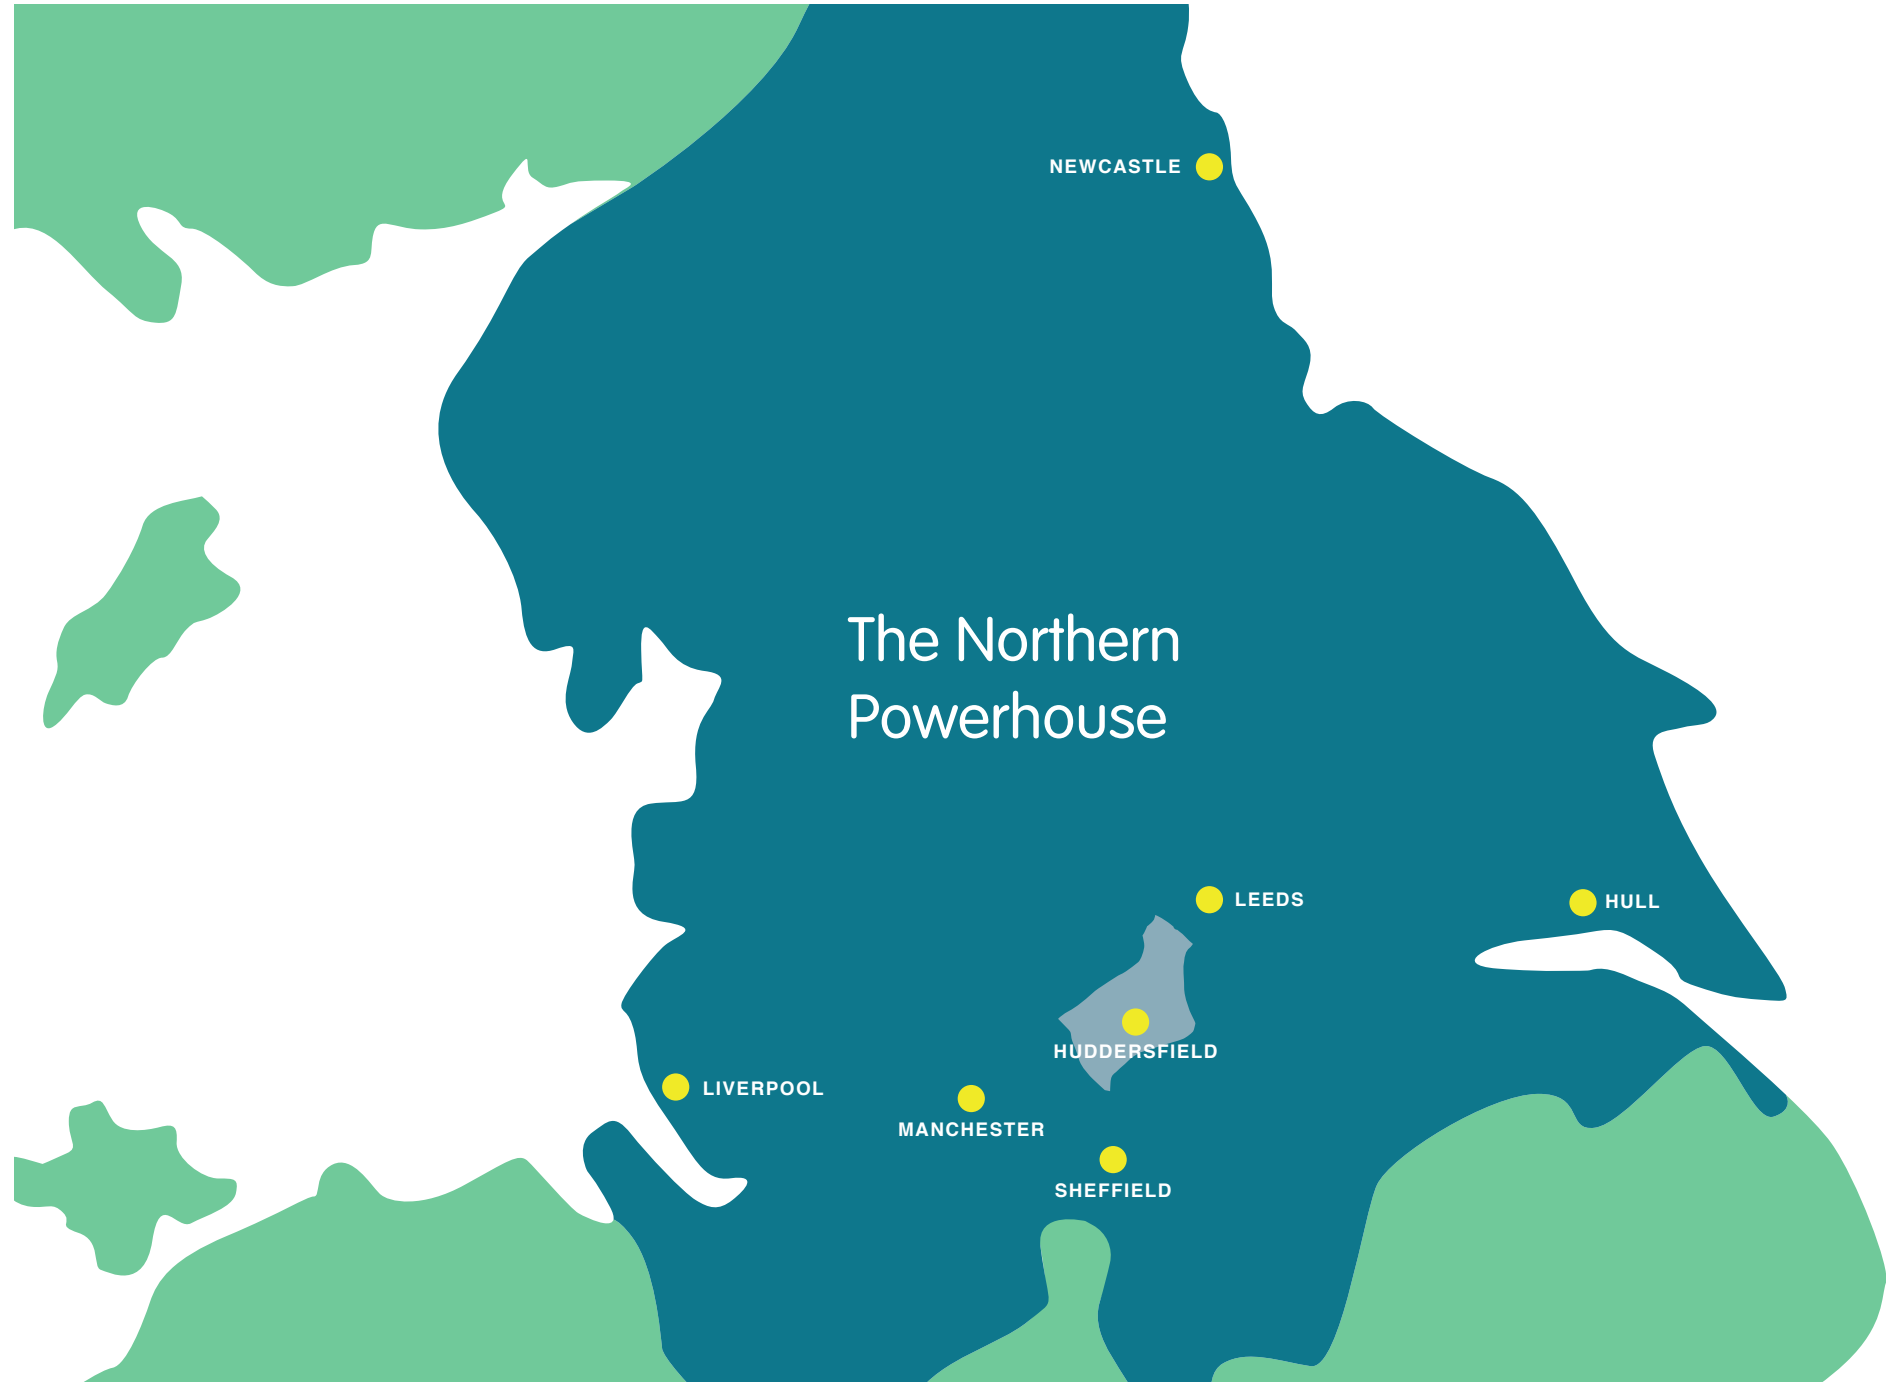 NEWCASTLE
The Northern
Powerhouse
LEEDS
HULL
HUDDERSFIELD
LIVERPOOL
MANCHESTER
SHEFFIELD